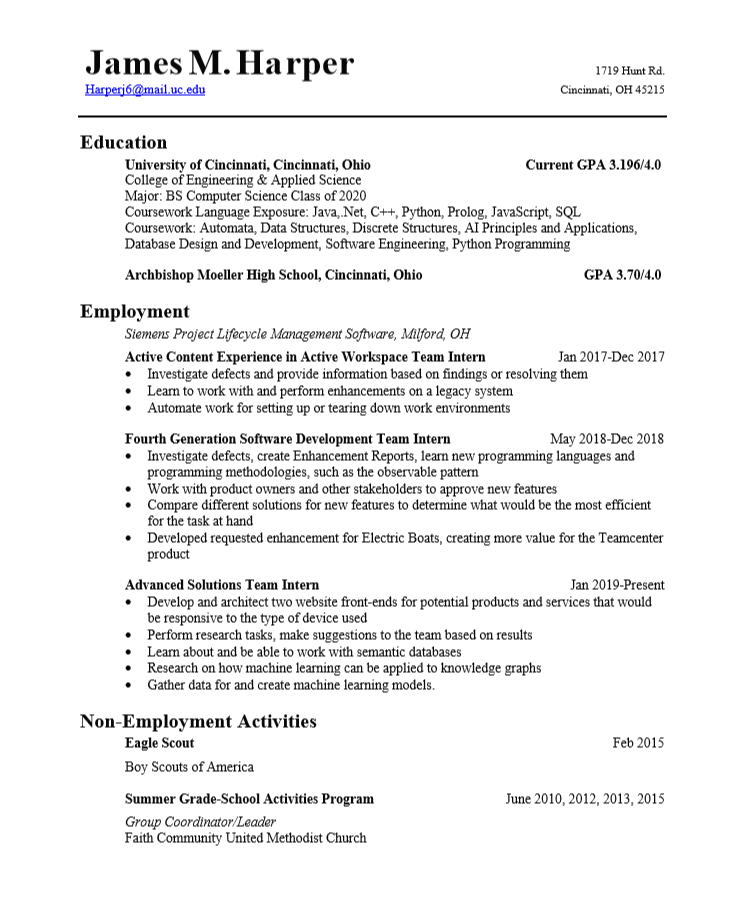 James M. Harper
1719 Hunt Rd.
Harperj6@mail.uc.edu
Cincinnati, OH 45215
Education
University of Cincinnati, Cincinnati, Ohio Current GPA 3.196/4.0
College of Engineering & Applied Science
Major: BS Computer Science Class of 2020
Coursework Language Exposure: Java,.Net, C++, Python, Prolog, JavaScript, SQL
Coursework: Automata, Data Structures, Discrete Structures, AI Principles and Applications,
Database Design and Development, Software Engineering, Python Programming
Archbishop Moeller High School, Cincinnati, Ohio GPA 3.70/4.0
Employment
Siemens Project Lifecycle Management Software, Milford, OH
Active Content Experience in Active Workspace Team Intern Jan 2017-Dec 2017
• Investigate defects and provide information based on findings or resolving them
• Learn to work with and perform enhancements on a legacy system
• Automate work for setting up or tearing down work environments
Fourth Generation Software Development Team Intern May 2018-Dec 2018
• Investigate defects, create Enhancement Reports, learn new programming languages and
programming methodologies, such as the observable pattern
• Work with product owners and other stakeholders to approve new features
• Compare different solutions for new features to determine what would be the most efficient
for the task at hand
• Developed requested enhancement for Electric Boats, creating more value for the Teamcenter
product
Advanced Solutions Team Intern Jan 2019-Present
• Develop and architect two website front-ends for potential products and services that would
be responsive to the type of device used
• Perform research tasks, make suggestions to the team based on results
• Learn about and be able to work with semantic databases
• Research on how machine learning can be applied to knowledge graphs
• Gather data for and create machine learning models.
Non-Employment Activities
Eagle Scout Feb 2015
Boy Scouts of America
Summer Grade-School Activities Program June 2010, 2012, 2013, 2015
Group Coordinator/Leader
Faith Community United Methodist Church